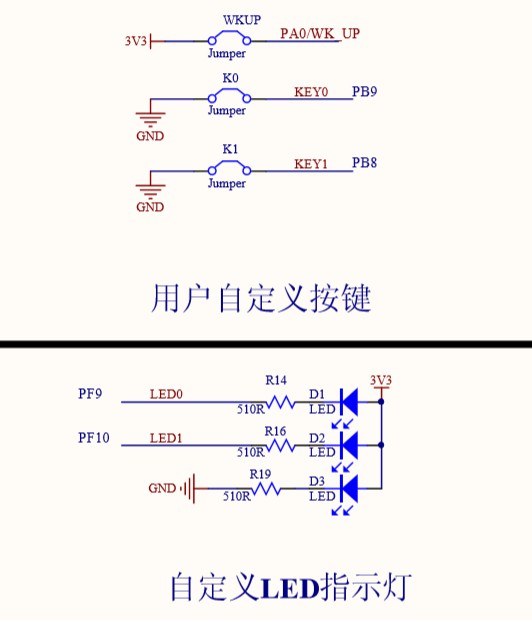 WKUP
3V3 PA0/WK_UP
Jumper
K0
KEY0 PB9
Jumper
GND
K1
KEY1 PB8
Jumper
GND
用户自定义按键
R14 3V3
PF9 LED0 D1
510R LED
R16
PF10 LED1 D2
510R LED
R19
GND D3
510R LED
自定义LED指示灯